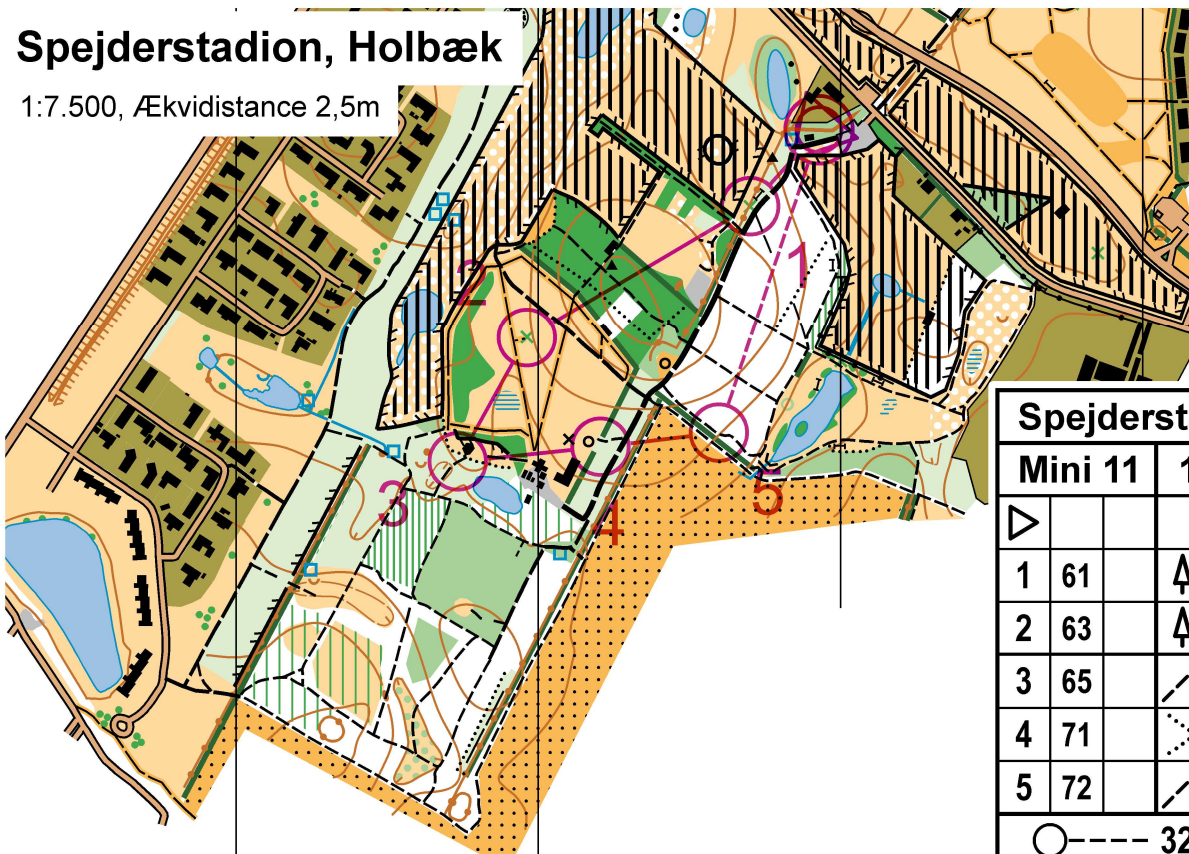 Spejderstadion, Holbæk
1:7.500, Ækvidistance 2,5m
1
2
3
4
5
Spejderst
Mini 11 1
1 61
2 63
3 65
4 71
5 72
32